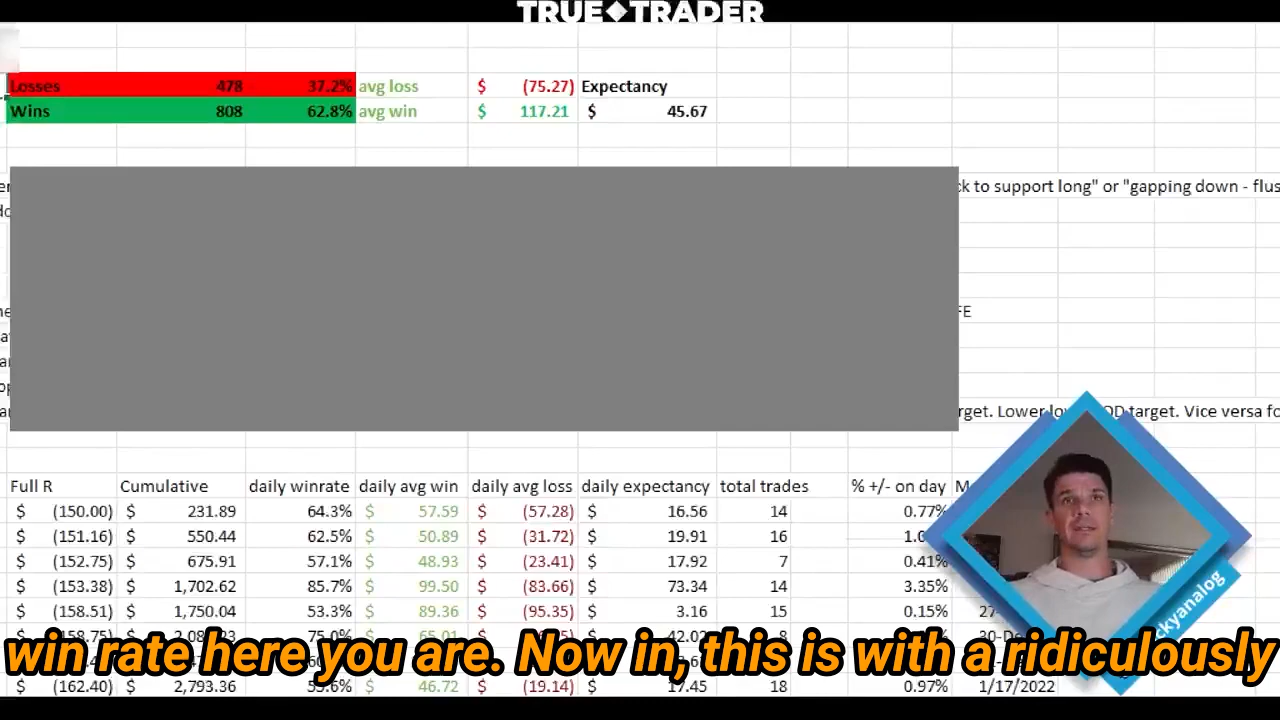 TRUE TRADER
Losses 478 37.2% avg loss $ (75.27) Expectancy
Wins 808 62.8% avg win $ 117.21 $ 45.67
ck to support long" or "gapping down - flus
FE
rget. Lower low OD target. Vice versa fo
Full R Cumulative daily winrate daily avg win daily avg loss daily expectancy total trades % +/- on day M
$ (150.00) $ 231.89 64.3% $ 57.59 $ (57.28) $ 16.56 14 0.77%
$ (151.16) $ 550.44 62.5% $ 50.89 $ (31.72) $ 19.91 16 1.0
$ (152.75) $ 675.91 57.1% $ 48.93 $ (23.41) $ 17.92 7 0.41%
$ (153.38) $ 1,702.62 85.7% $ 99.50 $ (83.66) $ 73.34 14 3.35%
$ (158.51) $ 1,750.04 53.3% $ 89.36 $ (95.35) $ 3.16 15 0.15% 27-
ckyanalog
win rate here you are. Now in, this is with a ridiculously
$ (162.40) $ 2,793.36 $ 46.72 $ (19.14) $ 17.45 18 0.97% 1/17/2022